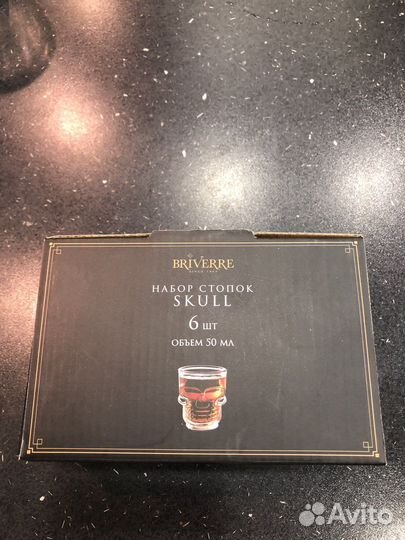 BRIVERRE
НАБОР СТОПОК
SKULL
6 шт
ОБЪЕМ 50 МЛ
Avito